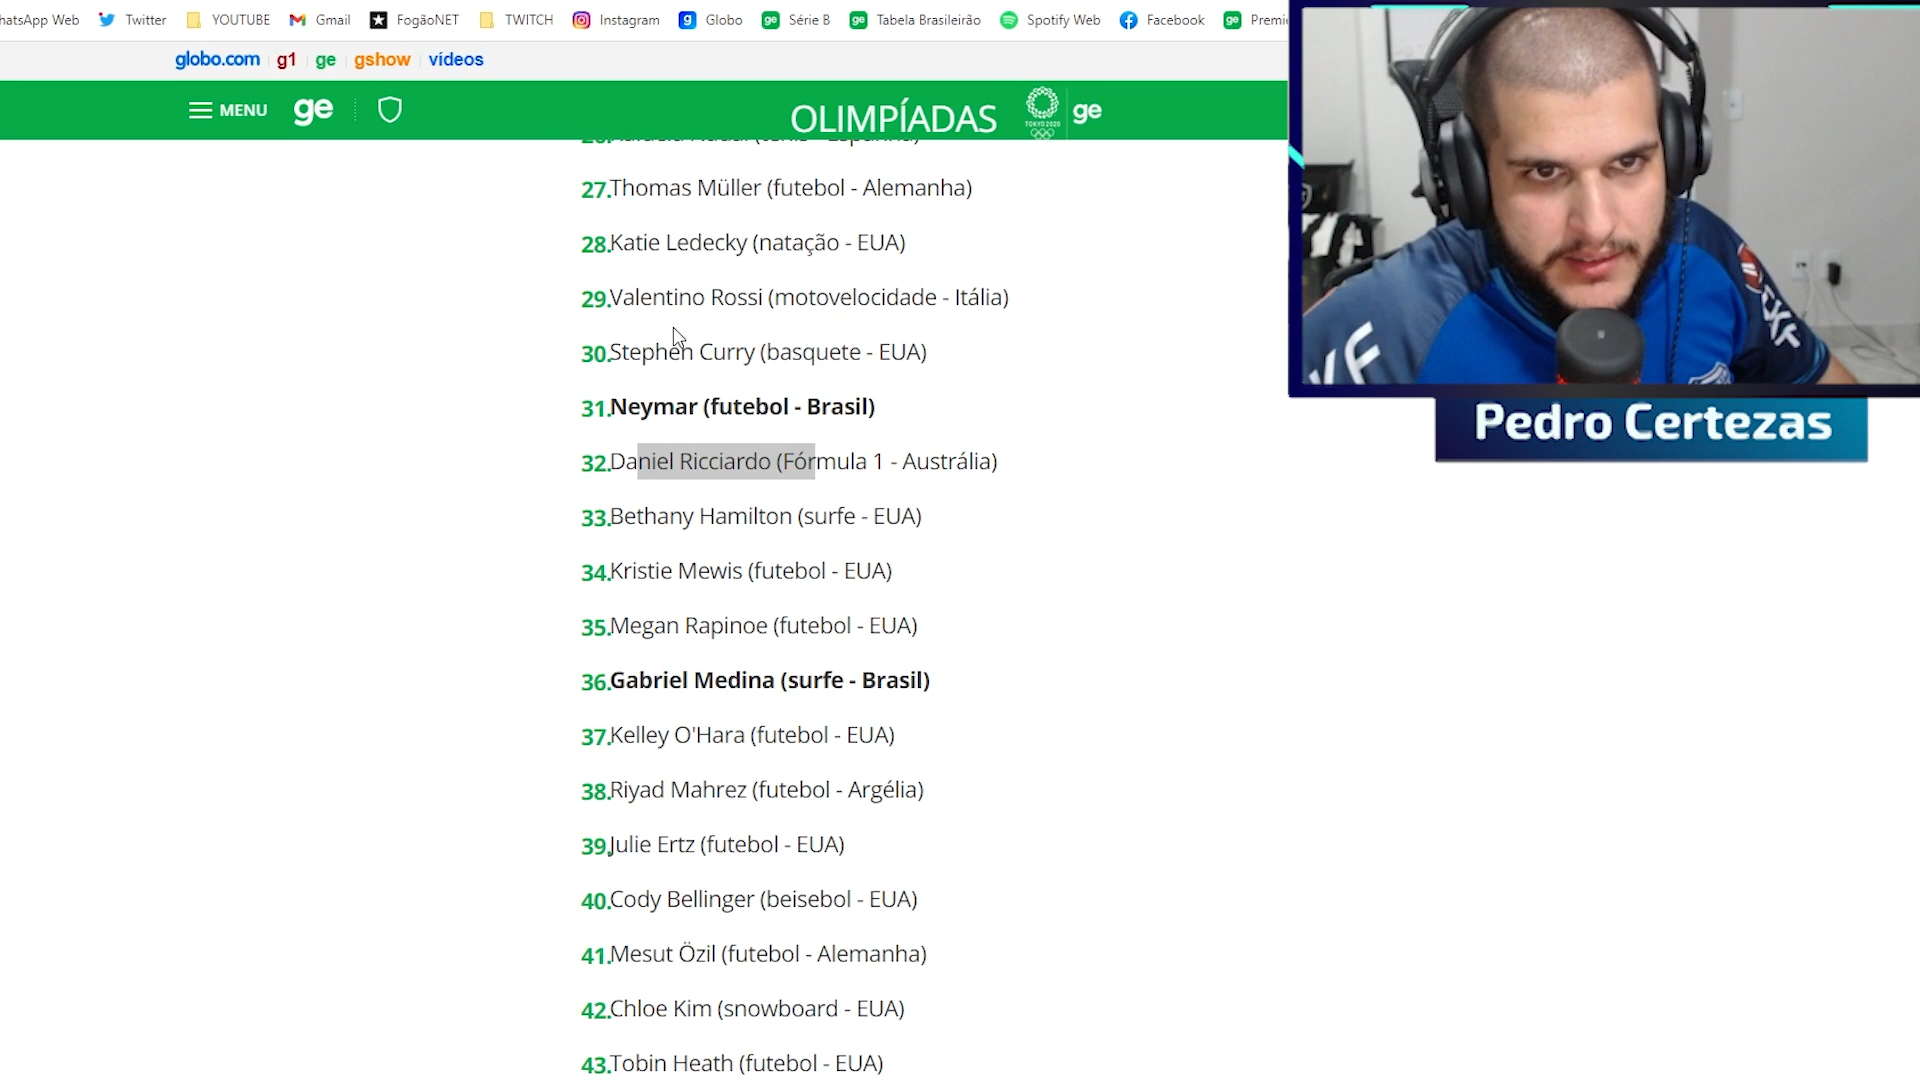 hatsApp Web Twitter YOUTUBE Gmail FogãoNET TWITCH Instagram Globo Série B Tabela Brasileirão Spotify Web Facebook Premie
globo.com g1 ge gshow vídeos
MENU ge OLIMPÍADAS TOKYO 2020 ge
27. Thomas Müller (futebol - Alemanha)
28. Katie Ledecky (natação - EUA)
29. Valentino Rossi (motovelocidade - Itália)
30. Stephen Curry (basquete - EUA)
31. Neymar (futebol - Brasil)
32. Daniel Ricciardo (Fórmula 1 - Austrália)
33. Bethany Hamilton (surfe - EUA)
34. Kristie Mewis (futebol - EUA)
35. Megan Rapinoe (futebol - EUA)
36. Gabriel Medina (surfe - Brasil)
37. Kelley O'Hara (futebol - EUA)
38. Riyad Mahrez (futebol - Argélia)
39. Julie Ertz (futebol - EUA)
40. Cody Bellinger (beisebol - EUA)
41. Mesut Özil (futebol - Alemanha)
42. Chloe Kim (snowboard - EUA)
43. Tobin Heath (futebol - EUA)
Pedro Certezas